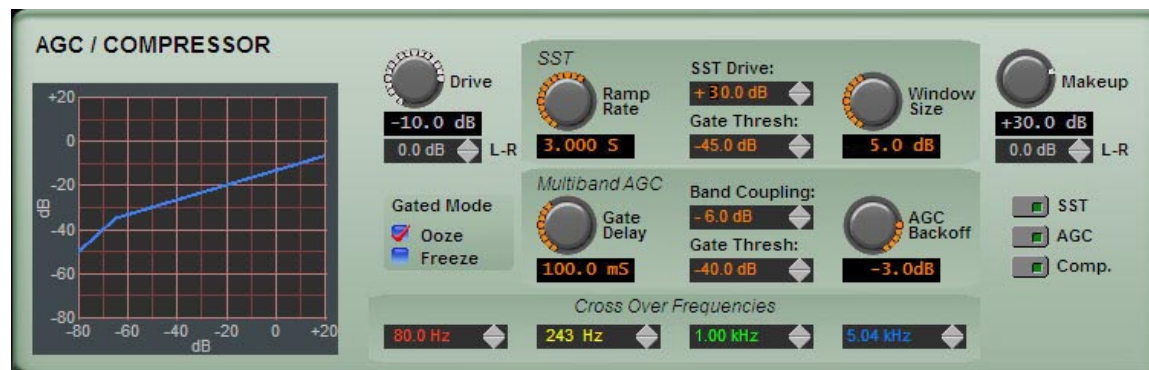 AGC / COMPRESSOR
+20
0
-20
-40
-60
-80
dB
-80 -60 -40 -20 0 +20
dB
Drive
-10.0 dB
0.0 dB L-R
Gated Mode
Ooze
Freeze
SST
Ramp
Rate
3.000 S
SST Drive:
+30.0 dB
Gate Thresh:
-45.0 dB
Window
Size
5.0 dB
Multiband AGC
Gate
Delay
100.0 mS
Band Coupling:
- 6.0 dB
Gate Thresh:
-40.0 dB
AGC
Backoff
-3.0dB
Makeup
+30.0 dB
0.0 dB L-R
SST
AGC
Comp.
Cross Over Frequencies
80.0 Hz 243 Hz 1.00 kHz 5.04 kHz